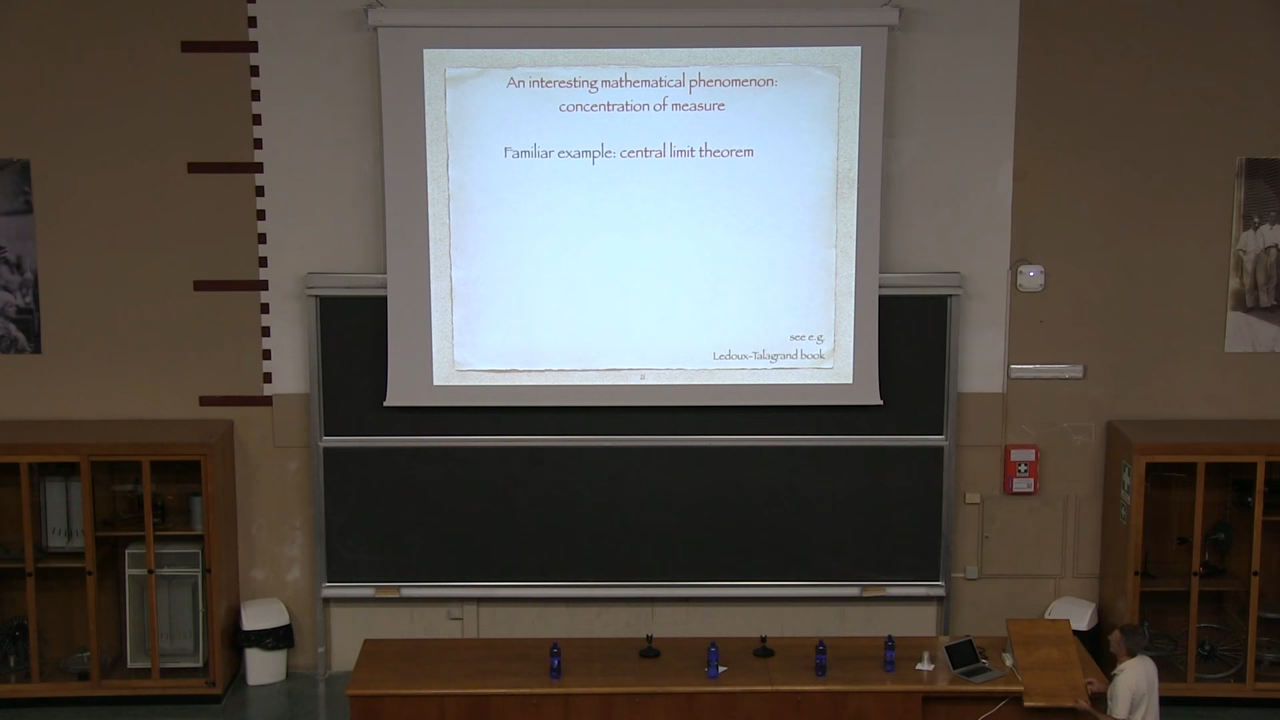 An interesting mathematical phenomenon:
concentration of measure
Familiar example: central limit theorem
see e.g.
Ledoux-Talagrand book